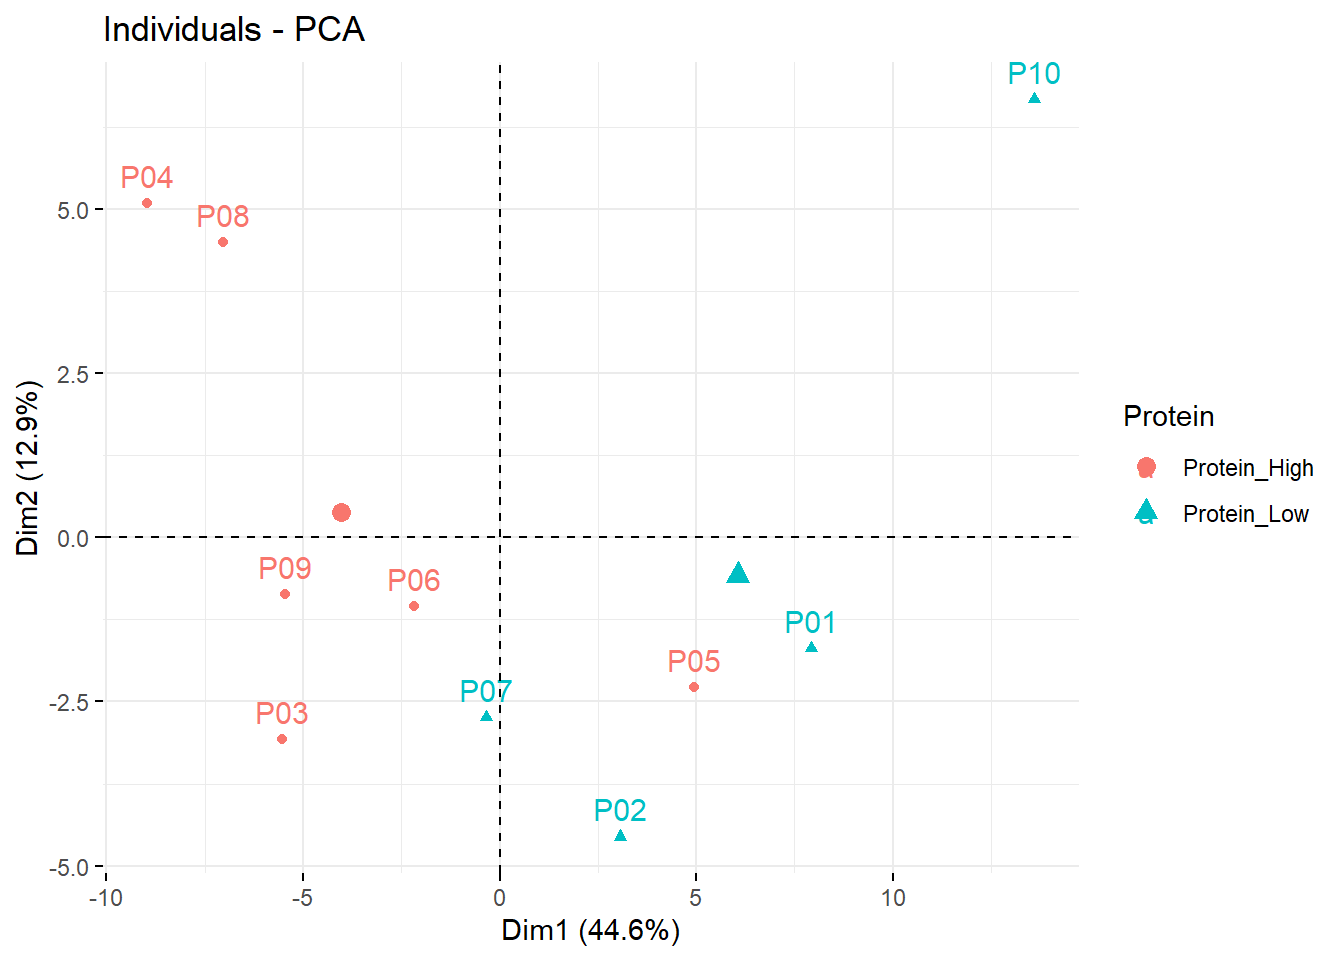 Individuals - PCA
P10
P04
P08
5.0
2.5
Dim2 (12.9%)
0.0
P09
P06
P01
P05
P07
-2.5
P03
P02
-5.0
-10
-5
0
5
10
Dim1 (44.6%)
Protein
a Protein_High
a Protein_Low